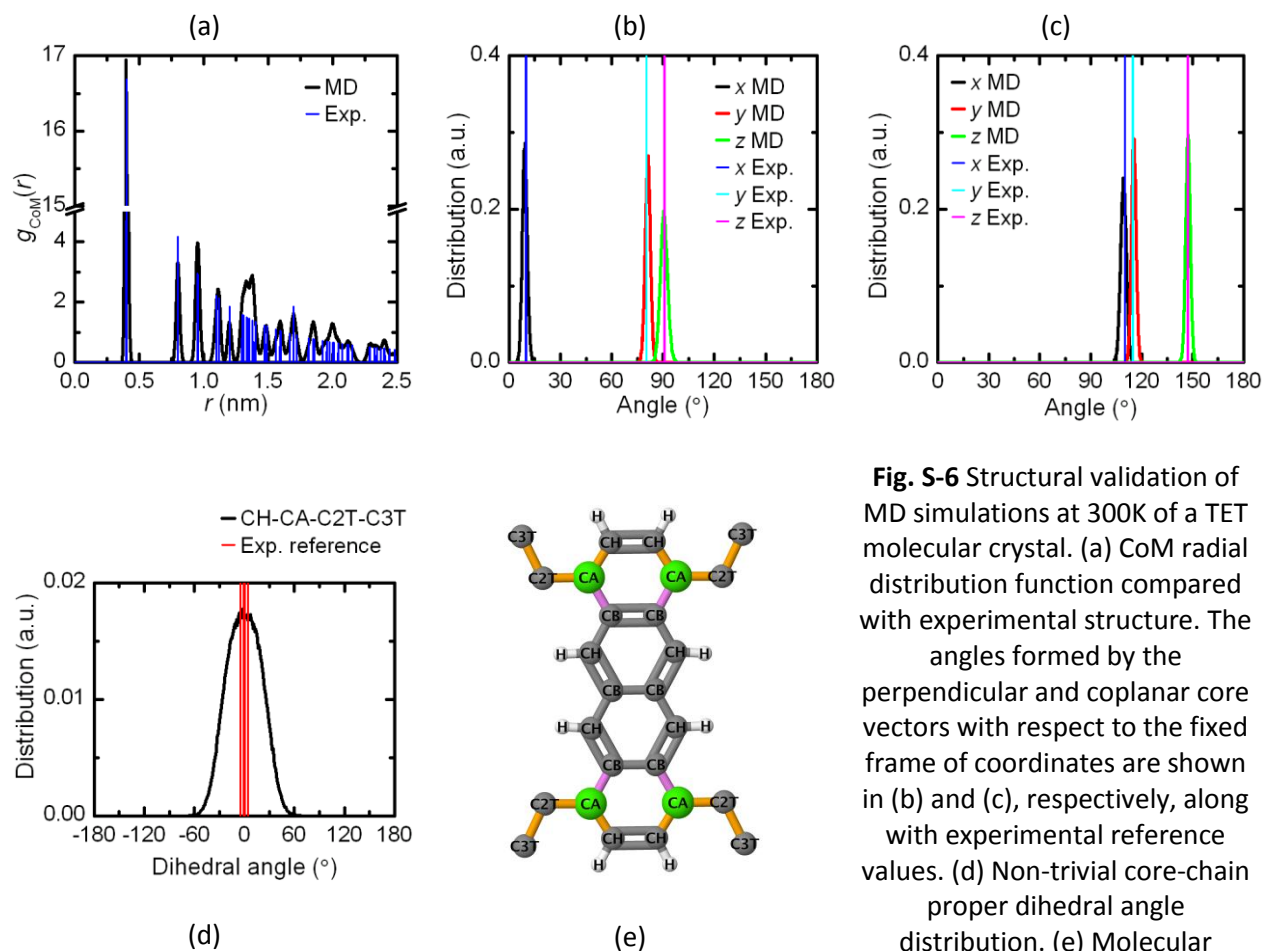 (a)
17
16
15
4
2
0
0.0 0.5 1.0 1.5 2.0 2.5
gCoM(r)
r (nm)
MD
Exp.
(b)
0.4
0.2
0.0
0 30 60 90 120 150 180
Distribution (a.u.)
Angle (°)
x MD
y MD
z MD
x Exp.
y Exp.
z Exp.
(c)
0.4
0.2
0.0
0 30 60 90 120 150 180
Distribution (a.u.)
Angle (°)
x MD
y MD
z MD
x Exp.
y Exp.
z Exp.
CH-CA-C2T-C3T
Exp. reference
0.02
0.01
0.00
-180 -120 -60 0 60 120 180
Distribution (a.u.)
Dihedral angle (°)
(d)
H H
C3T CH CH C3T
C2T CA CA C2T
CB CB
H CH CH H
CB CB
H CH CH H
CB CB
C2T CA CA C2T
C3T CH CH C3T
H H
(e)
Fig. S-6 Structural validation of
MD simulations at 300K of a TET
molecular crystal. (a) CoM radial
distribution function compared
with experimental structure. The
angles formed by the
perpendicular and coplanar core
vectors with respect to the fixed
frame of coordinates are shown
in (b) and (c), respectively, along
with experimental reference
values. (d) Non-trivial core-chain
proper dihedral angle
distribution. (e) Molecular